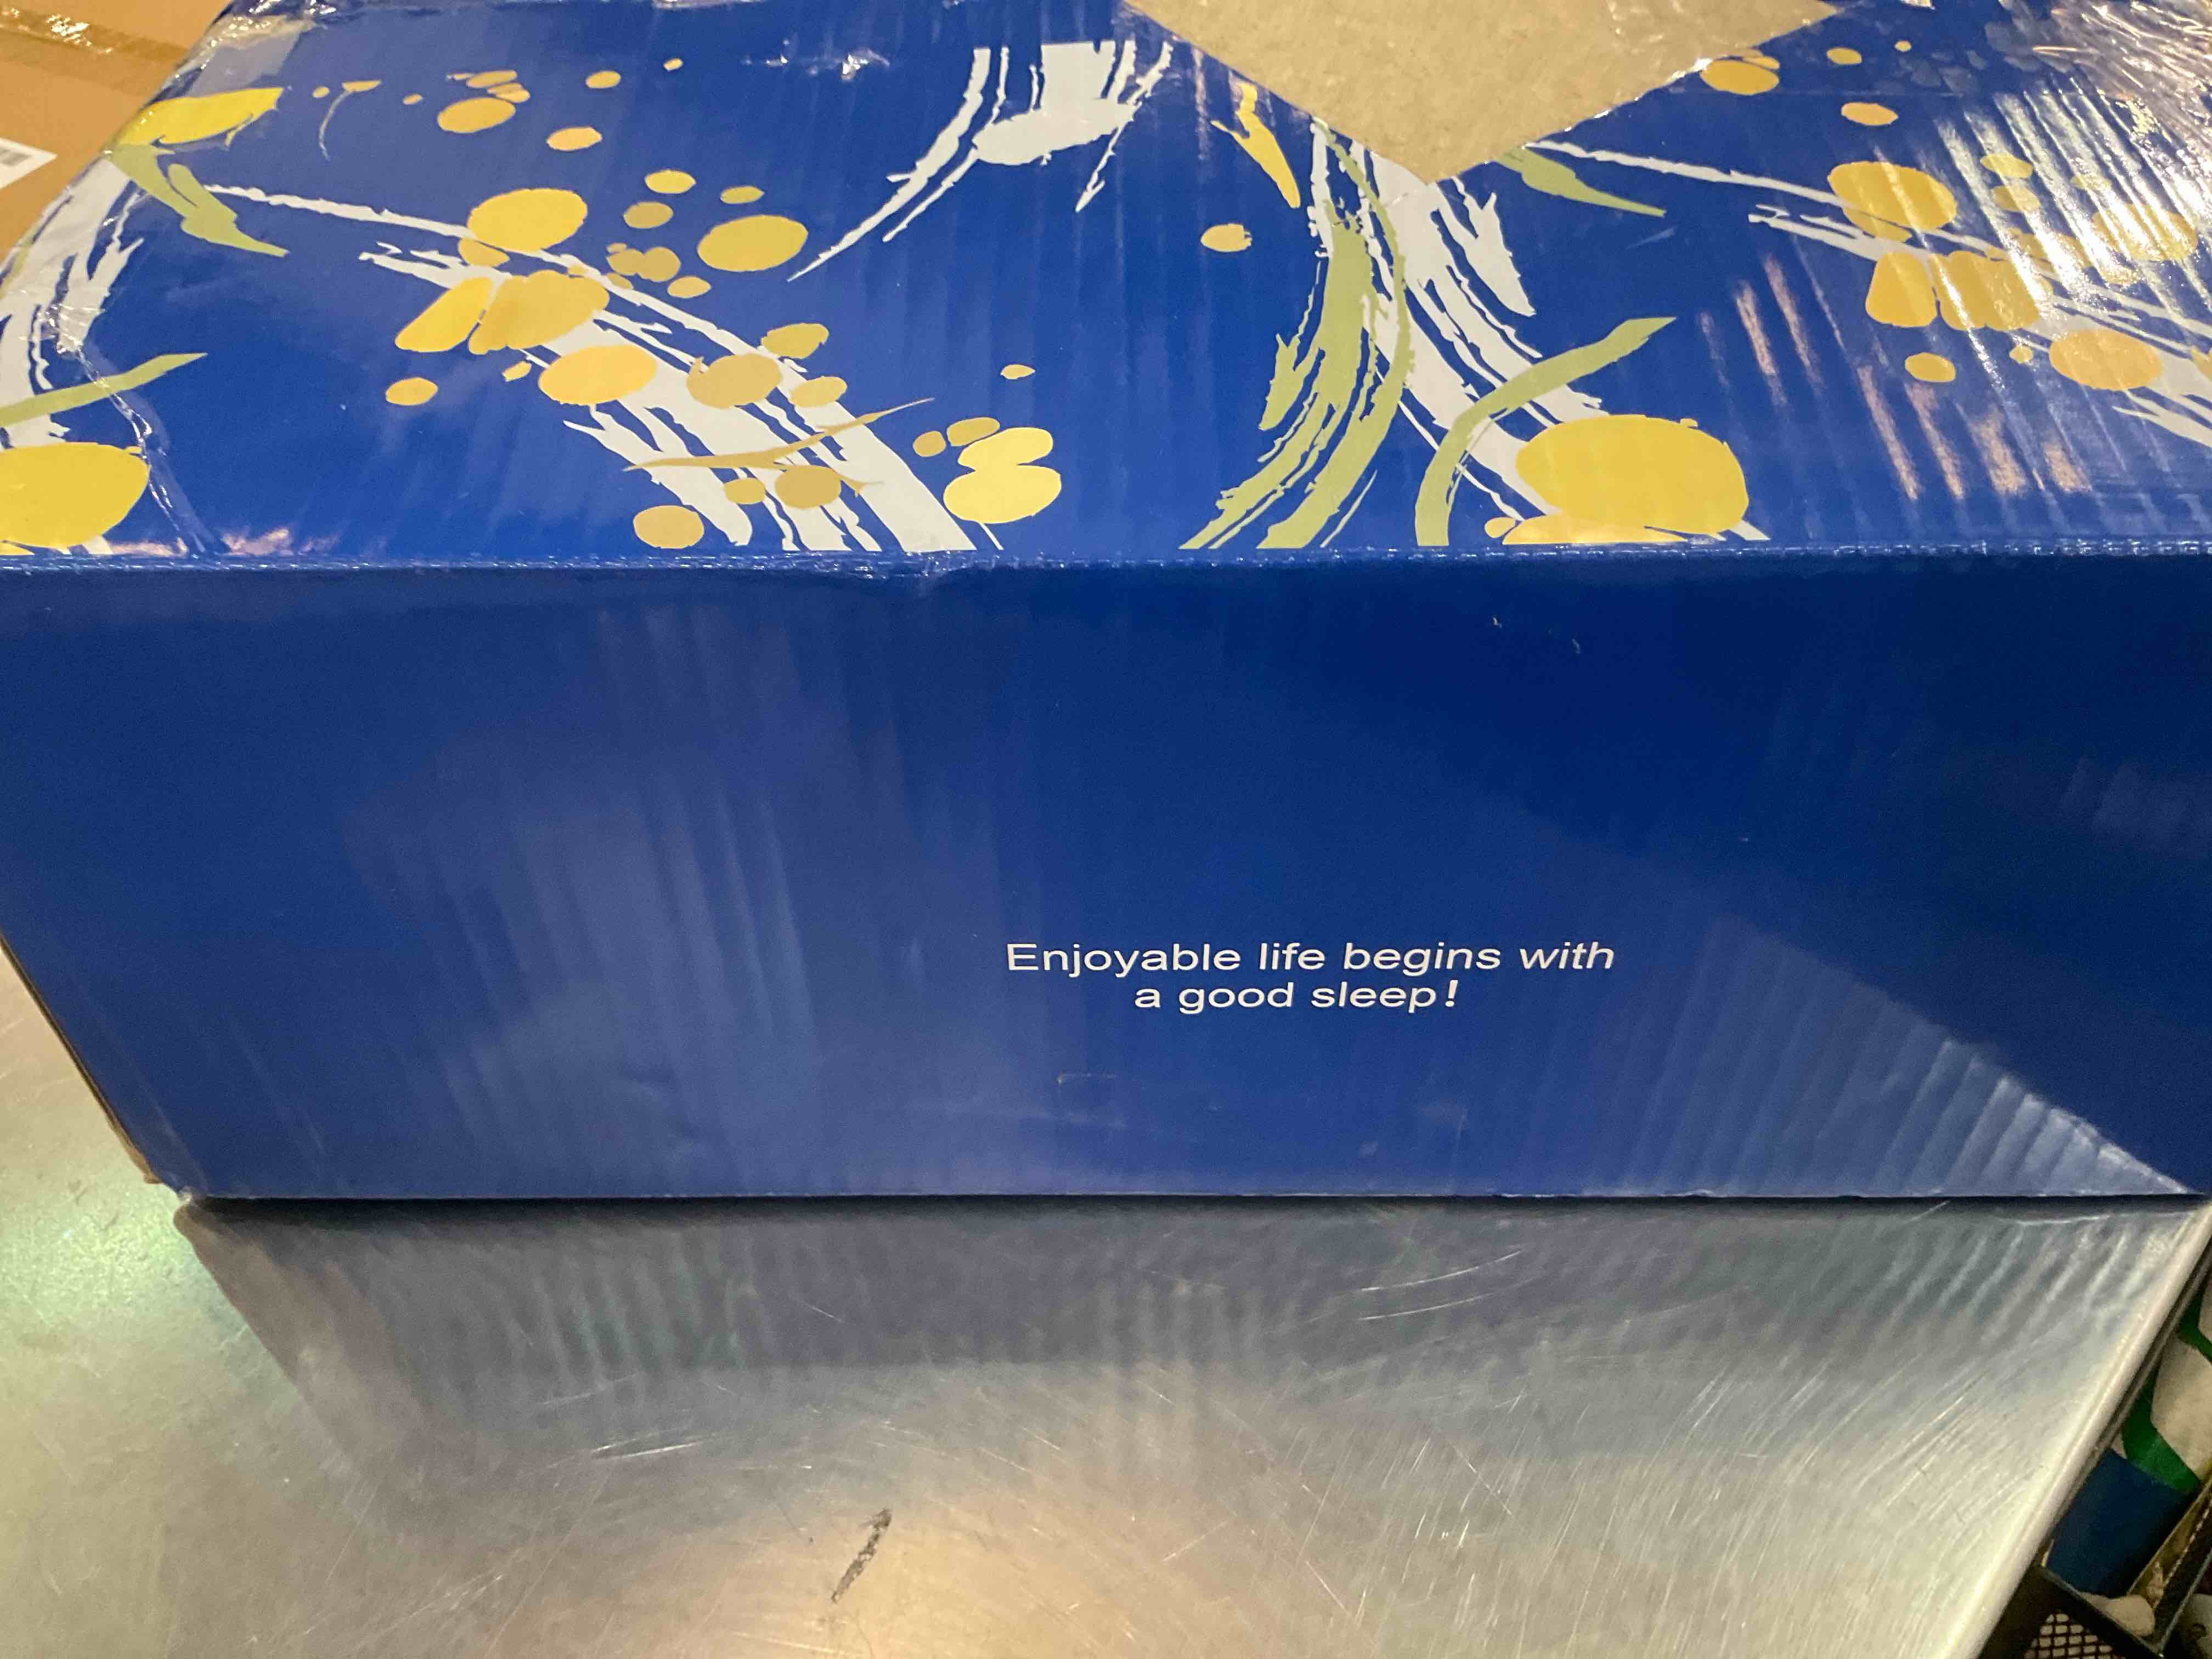 Enjoyable life begins with
a good sleep!